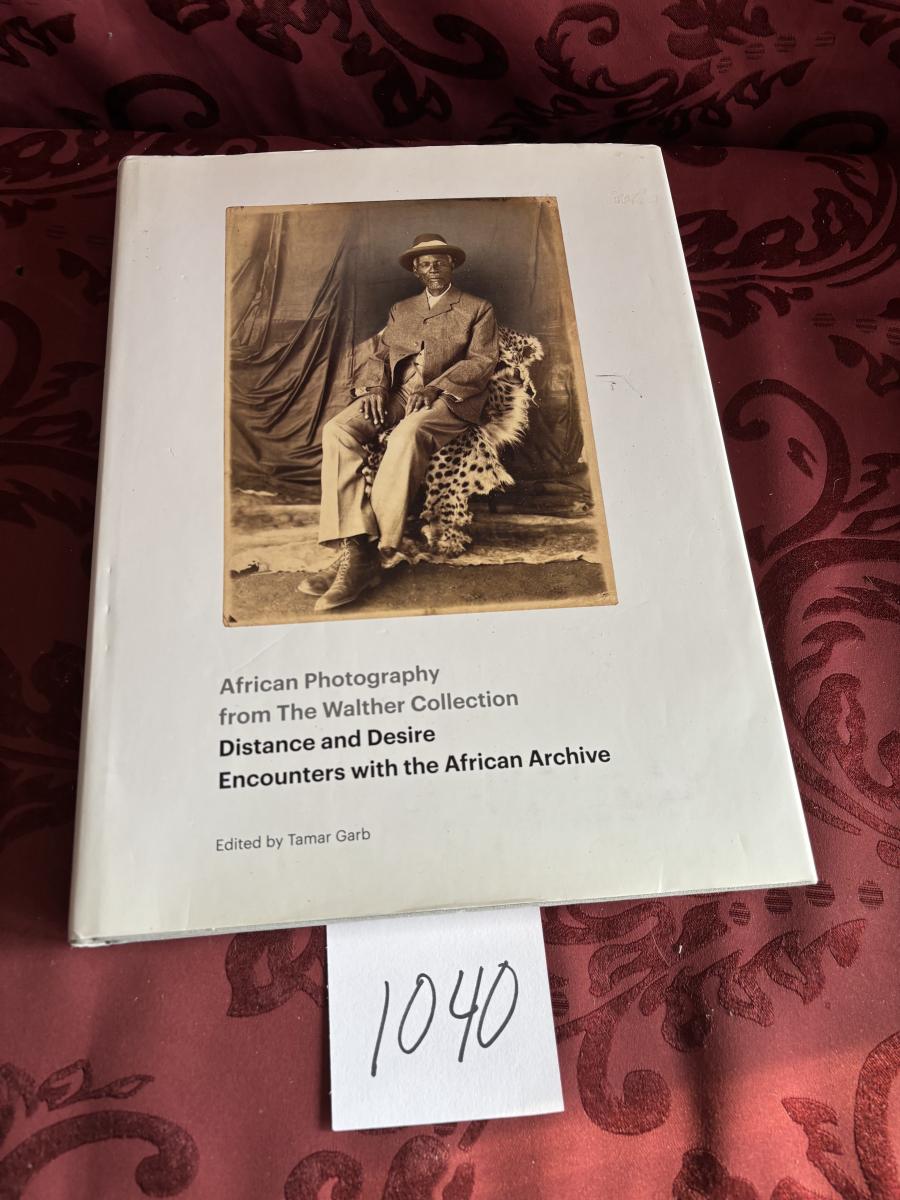 African Photography
from The Walther Collection
Distance and Desire
Encounters with the African Archive
Edited by Tamar Garb
1040